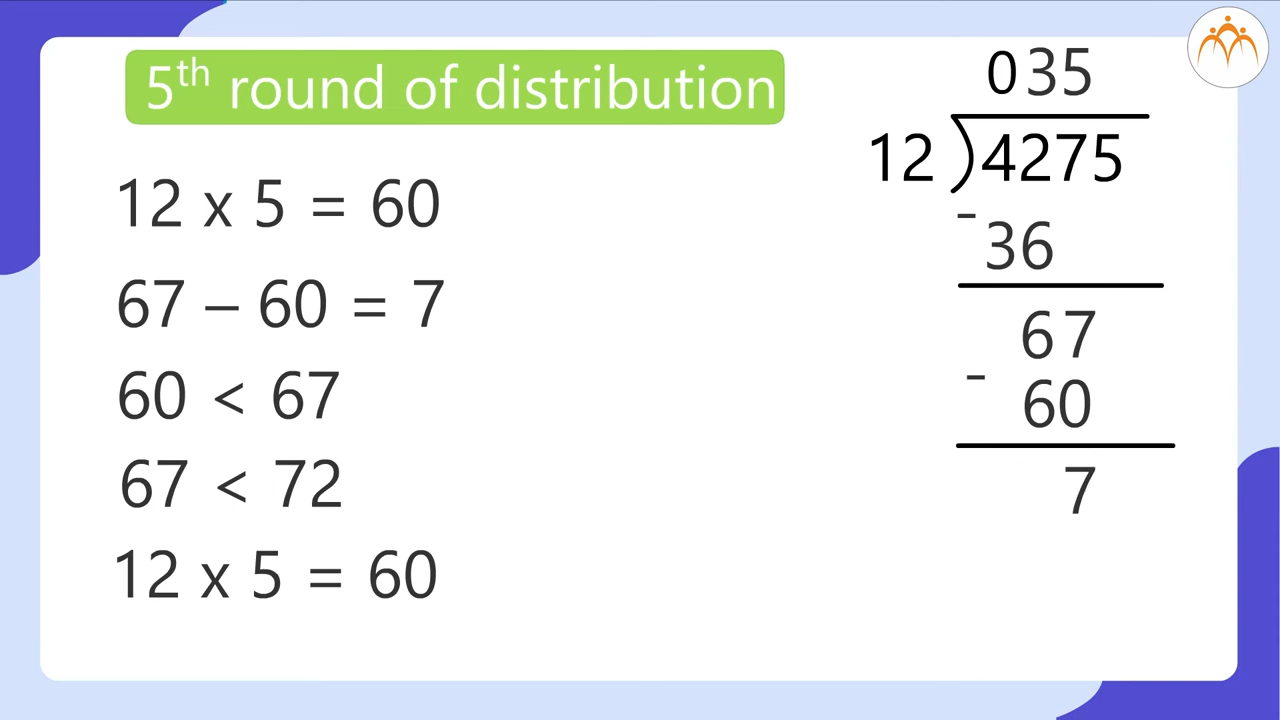 5th round of distribution
12 x 5 = 60
67 – 60 = 7
60 < 67
67 < 72
12 x 5 = 60
035
12 )4275
- 36
67
- 60
7